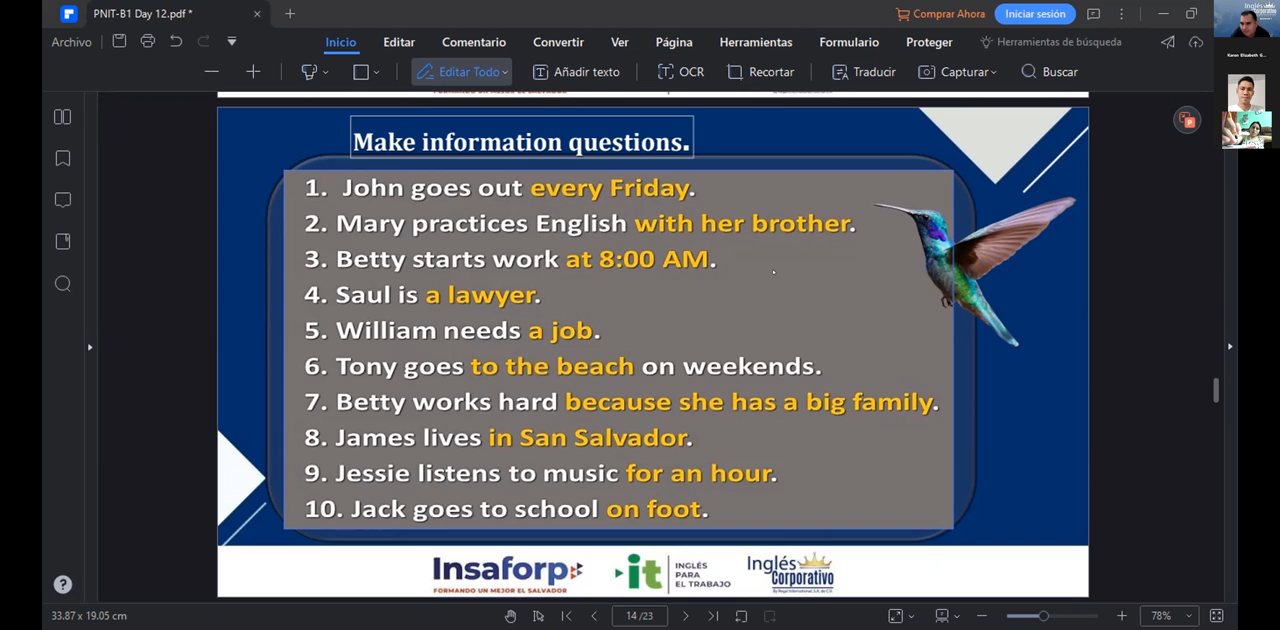 PNIT-B1 Day 12.pdf *
Comprar Ahora
Iniciar sesión
Archivo
Inicio
Editar
Comentario
Convertir
Ver
Página
Herramientas
Formulario
Proteger
Herramientas de búsqueda
Editar Todo
Añadir texto
OCR
Recortar
Traducir
Capturar
Buscar
Make information questions.
1. John goes out every Friday.
2. Mary practices English with her brother.
3. Betty starts work at 8:00 AM.
4. Saul is a lawyer.
5. William needs a job.
6. Tony goes to the beach on weekends.
7. Betty works hard because she has a big family.
8. James lives in San Salvador.
9. Jessie listens to music for an hour.
10. Jack goes to school on foot.
Insaforp
FORMANDO UN MEJOR EL SALVADOR
it
INGLÉS
PARA
EL TRABAJO
Inglés
Corporativo
33.87 x 19.05 cm
14 /23
78%
Inglés
Corporativo
Karen Elizabeth G...